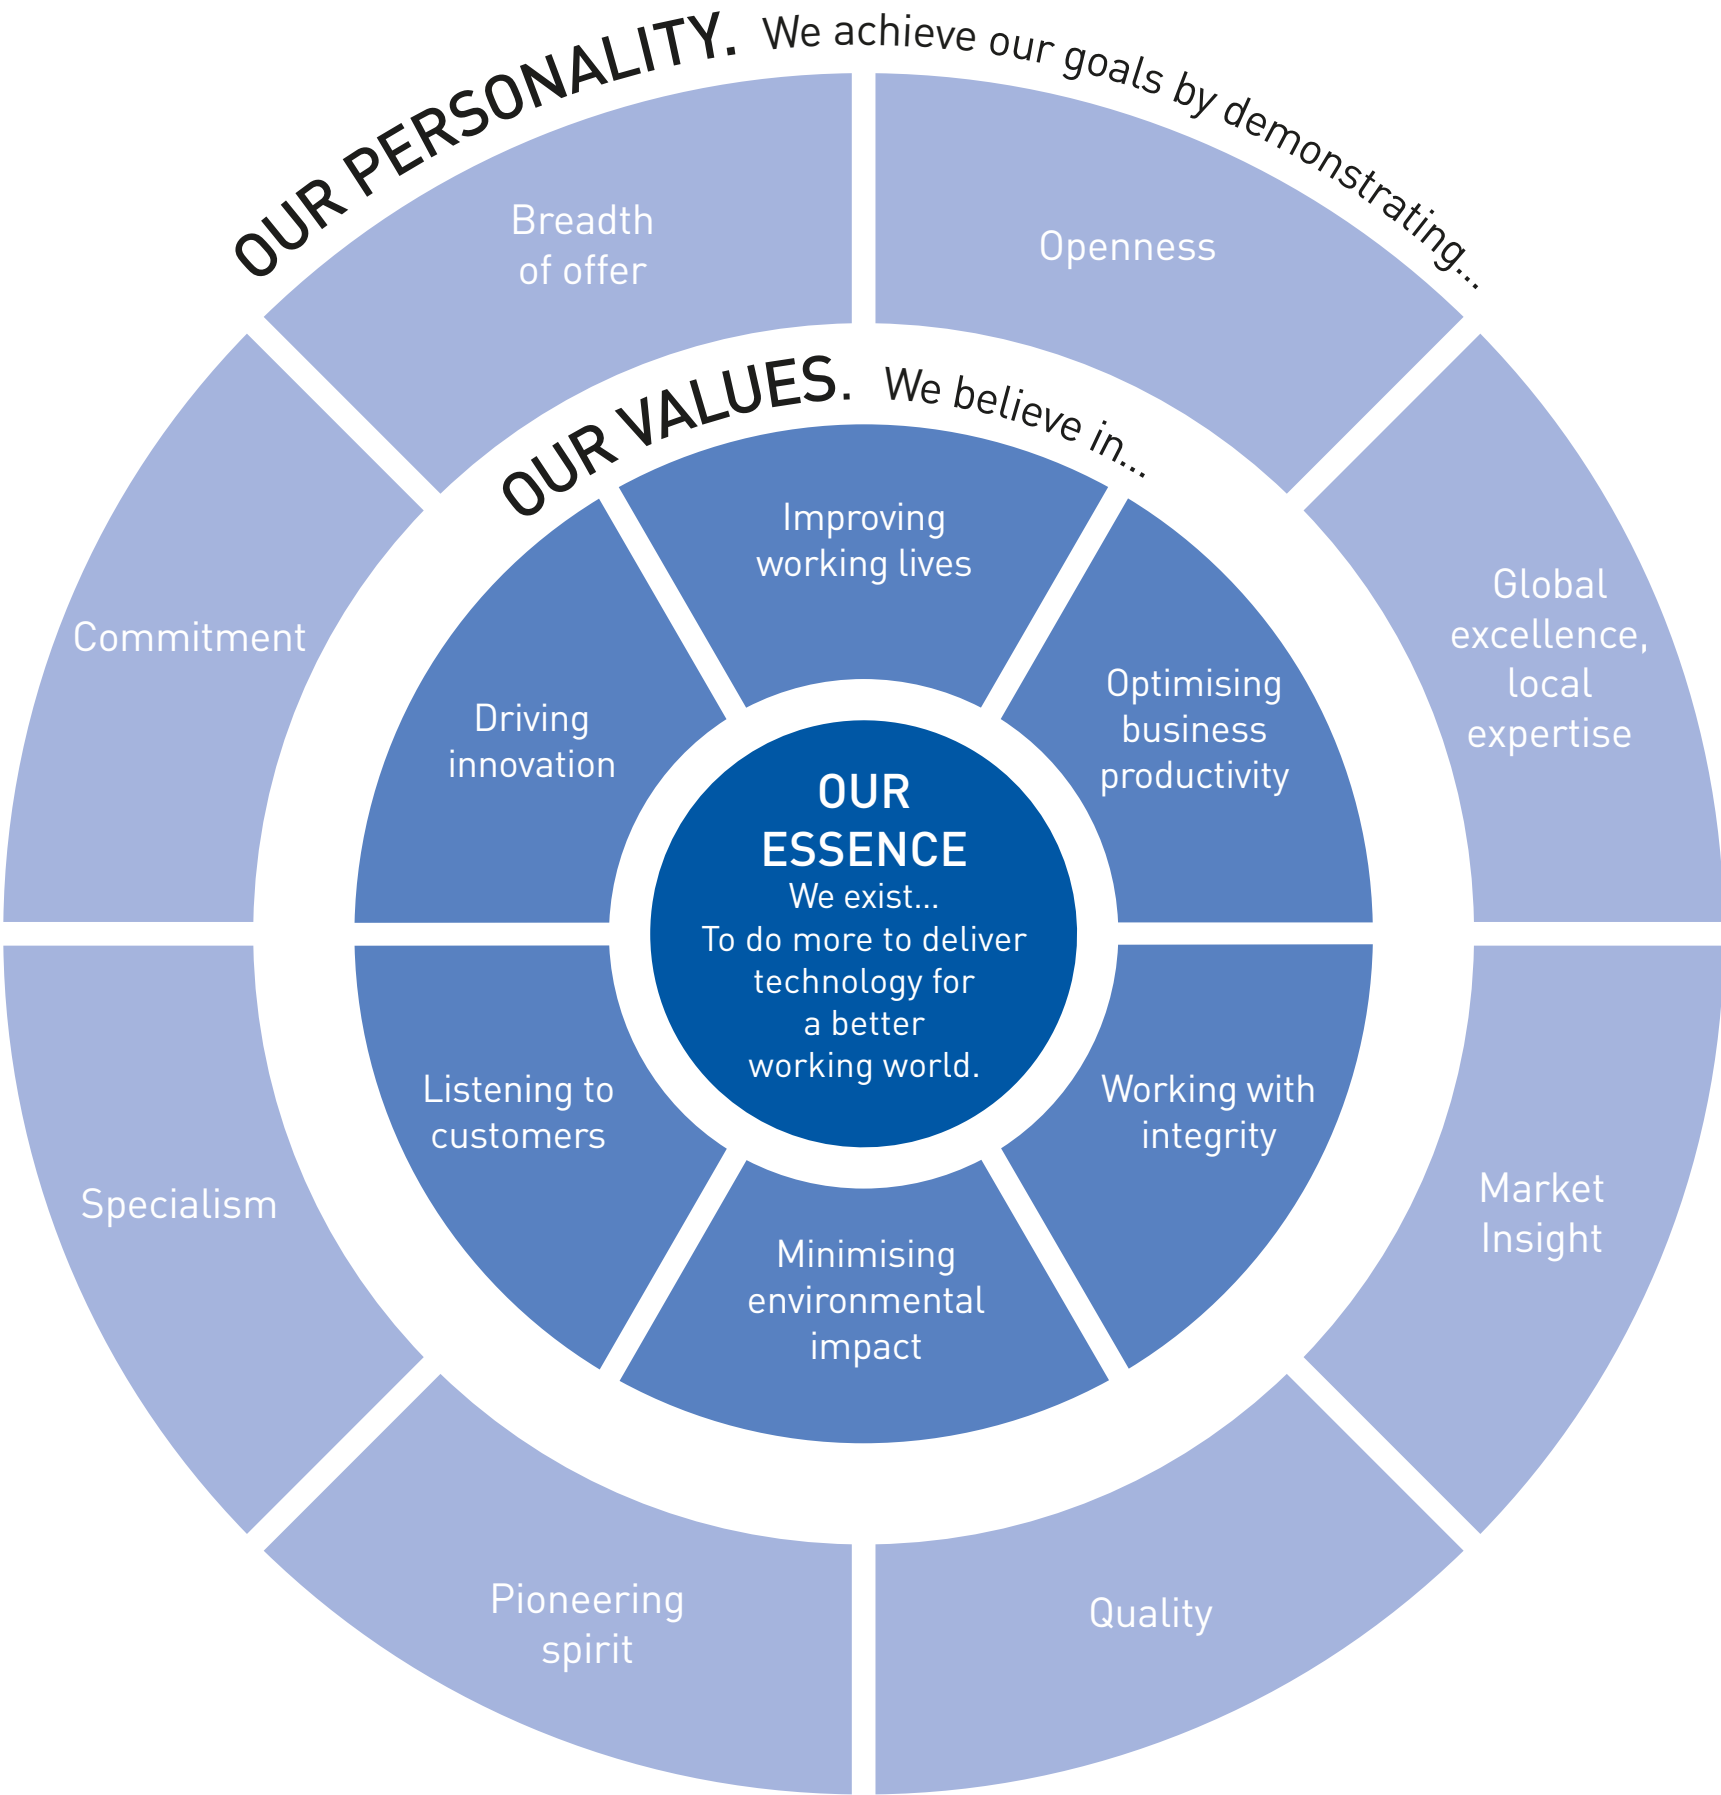 OUR PERSONALITY. We achieve our goals by demonstrating...
Breadth
of offer
Openness
Global
excellence,
local
expertise
Market
Insight
Quality
Pioneering
spirit
Specialism
Commitment
OUR VALUES. We believe in...
Improving
working lives
Optimising
business
productivity
Working with
integrity
Minimising
environmental
impact
Listening to
customers
Driving
innovation
OUR
ESSENCE
We exist...
To do more to deliver
technology for
a better
working world.